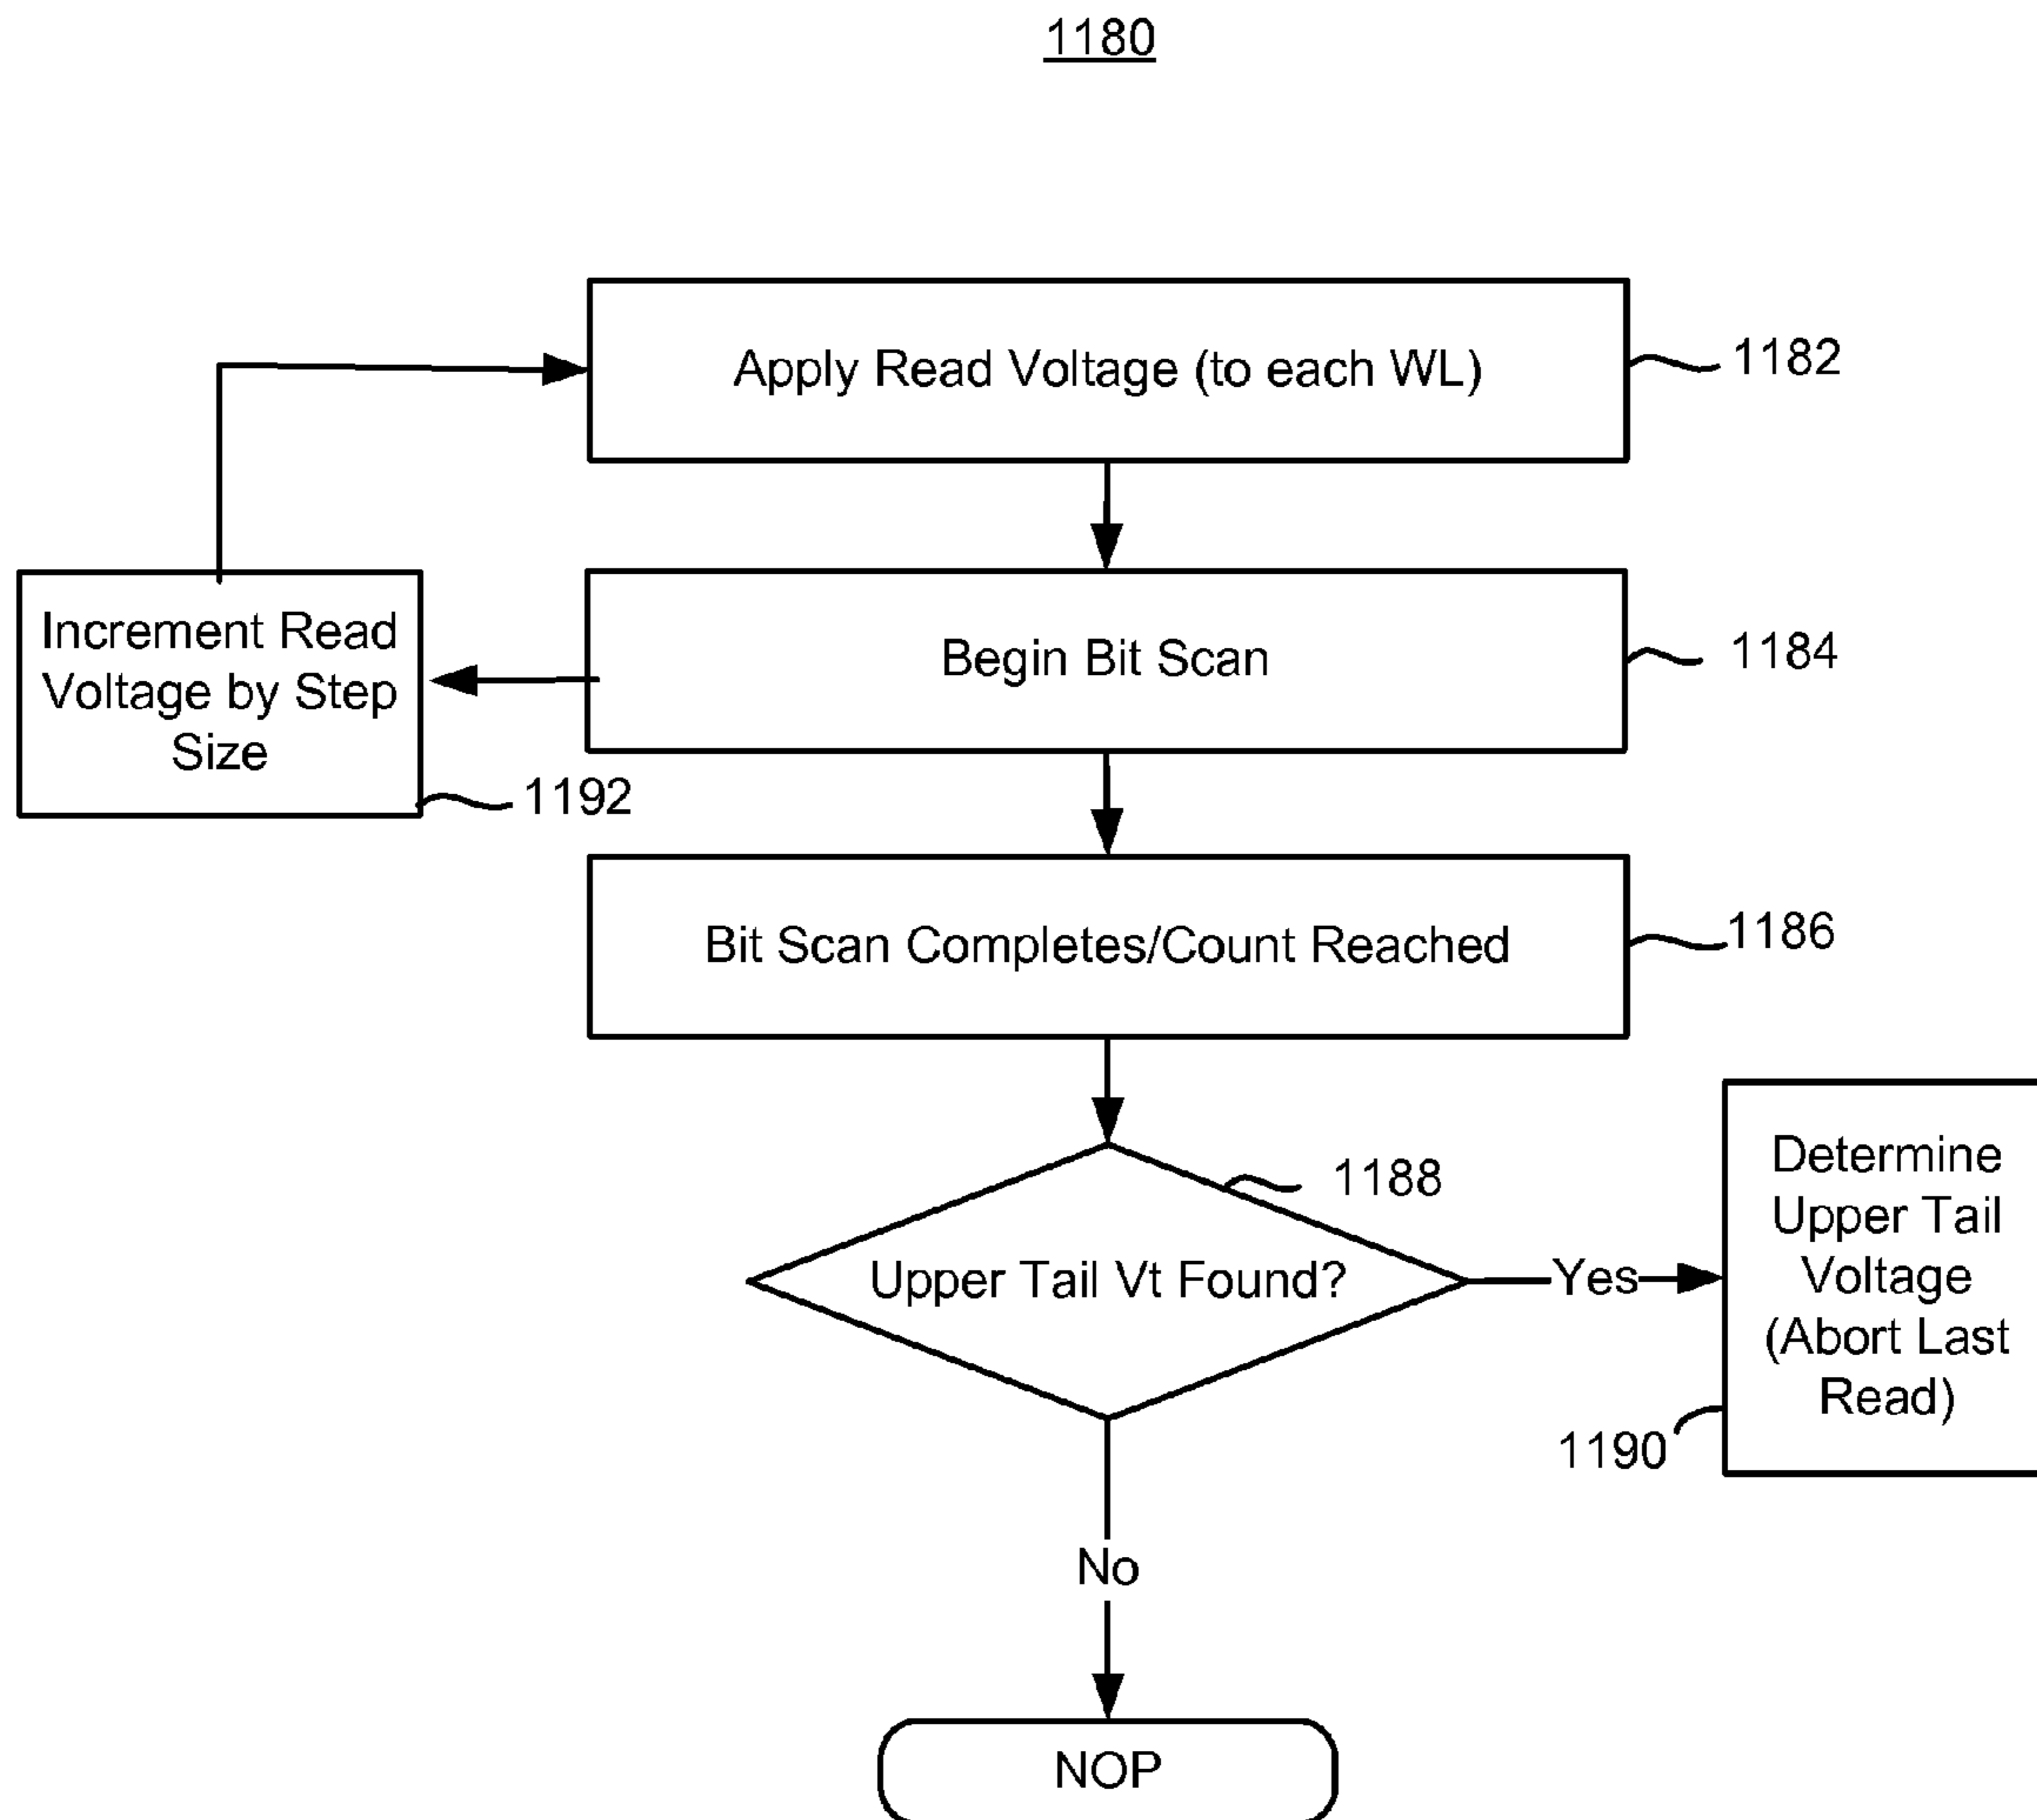 1180
Apply Read Voltage (to each WL)
1182
Increment Read
Voltage by Step
Size
1192
Begin Bit Scan
1184
Bit Scan Completes/Count Reached
1186
Upper Tail Vt Found?
1188
Yes
Determine
Upper Tail
Voltage
(Abort Last
Read)
1190
No
NOP